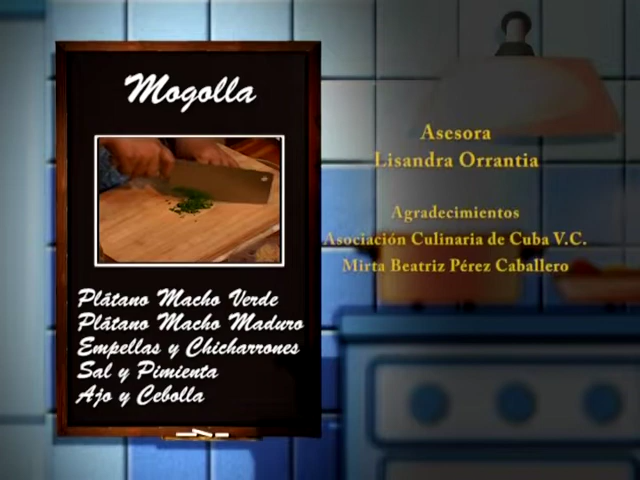 Mogolla
Plátano Macho Verde
Plátano Macho Maduro
Empellas y Chicharrones
Sal y Pimienta
Ajo y Cebolla
Asesora
Lisandra Orrantia
Agradecimientos
Asociación Culinaria de Cuba V.C.
Mirta Beatriz Pérez Caballero